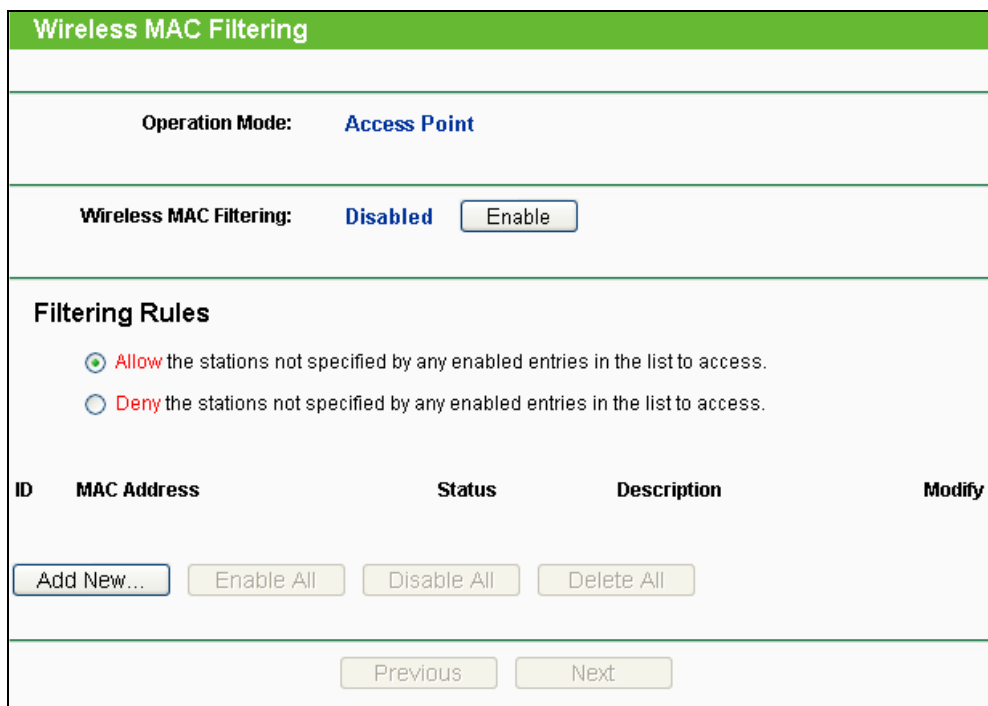 Wireless MAC Filtering
Operation Mode: Access Point
Wireless MAC Filtering: Disabled Enable
Filtering Rules
Allow the stations not specified by any enabled entries in the list to access.
Deny the stations not specified by any enabled entries in the list to access.
ID MAC Address Status Description Modify
Add New... Enable All Disable All Delete All
Previous Next